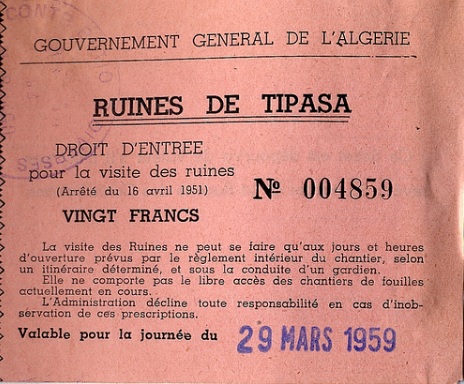 GOUVERNEMENT GENERAL DE L'ALGERIE
RUINES DE TIPASA
DROIT D'ENTREE
pour la visite des ruines
(Arrêté du 16 avril 1951)
No 004859
VINGT FRANCS
La visite des Ruines ne peut se faire qu'aux jours et heures
d'ouverture prévus par le règlement intérieur du chantier, selon
un itinéraire déterminé, et sous la conduite d'un gardien.
Elle ne comporte pas le libre accès des chantiers de fouilles
actuellement en cours.
L'Administration décline toute responsabilité en cas d'inob-
servation de ces prescriptions.
Valable pour la journée du 29 MARS 1959